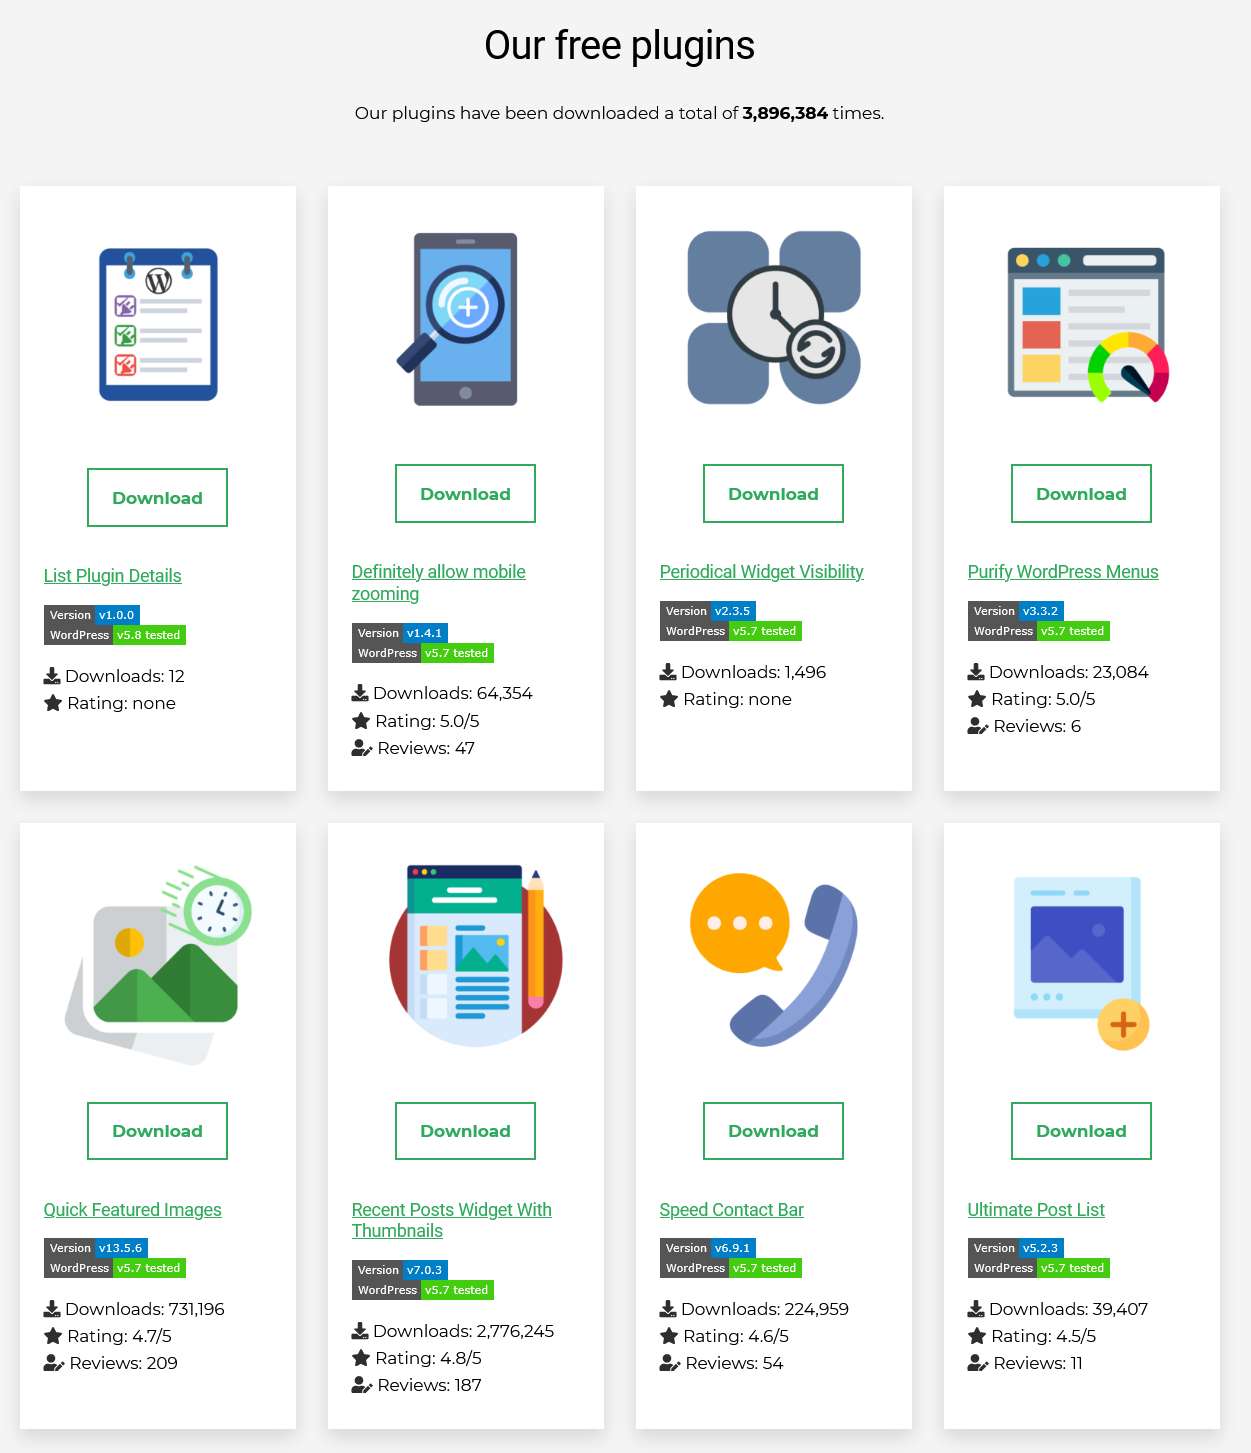 Our free plugins
Our plugins have been downloaded a total of 3,896,384 times.
Download
List Plugin Details
Version v1.0.0
WordPress v5.8 tested
Downloads: 12
Rating: none
Download
Definitely allow mobile
zooming
Version v1.4.1
WordPress v5.7 tested
Downloads: 64,354
Rating: 5.0/5
Reviews: 47
Download
Periodical Widget Visibility
Version v2.3.5
WordPress v5.7 tested
Downloads: 1,496
Rating: none
Download
Purify WordPress Menus
Version v3.3.2
WordPress v5.7 tested
Downloads: 23,084
Rating: 5.0/5
Reviews: 6
Download
Quick Featured Images
Version v13.5.6
WordPress v5.7 tested
Downloads: 731,196
Rating: 4.7/5
Reviews: 209
Download
Recent Posts Widget With
Thumbnails
Version v7.0.3
WordPress v5.7 tested
Downloads: 2,776,245
Rating: 4.8/5
Reviews: 187
Download
Speed Contact Bar
Version v6.9.1
WordPress v5.7 tested
Downloads: 224,959
Rating: 4.6/5
Reviews: 54
Download
Ultimate Post List
Version v5.2.3
WordPress v5.7 tested
Downloads: 39,407
Rating: 4.5/5
Reviews: 11